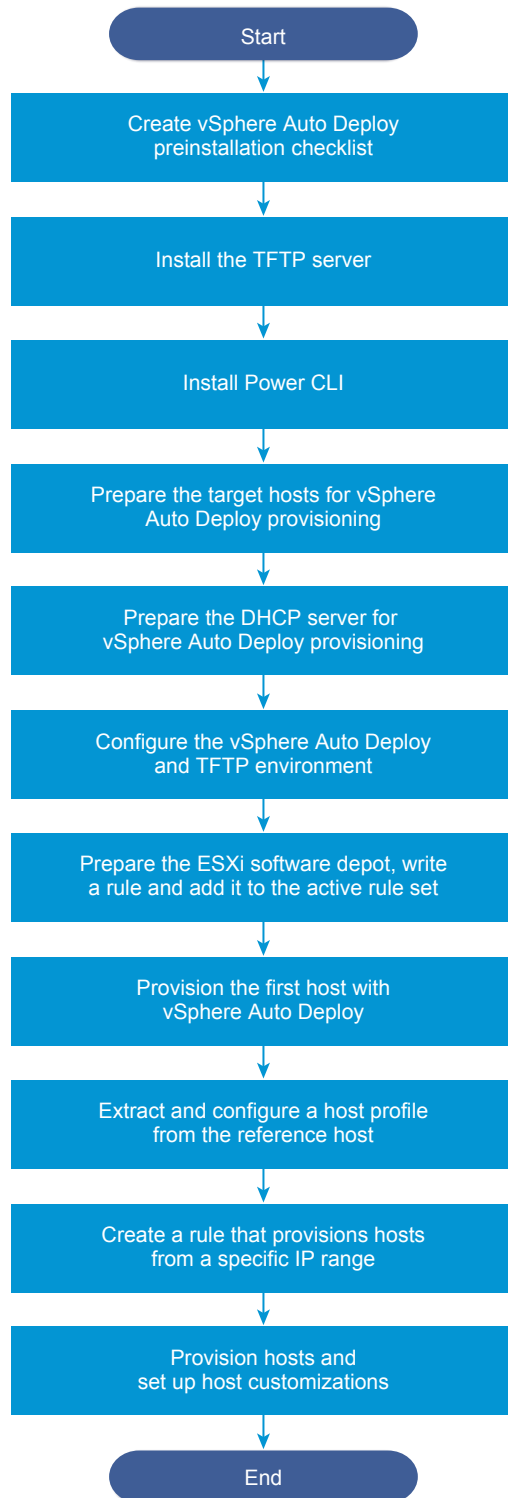 Start
Create vSphere Auto Deploy
preinstallation checklist
Install the TFTP server
Install Power CLI
Prepare the target hosts for vSphere
Auto Deploy provisioning
Prepare the DHCP server for
vSphere Auto Deploy provisioning
Configure the vSphere Auto Deploy
and TFTP environment
Prepare the ESXi software depot, write
a rule and add it to the active rule set
Provision the first host with
vSphere Auto Deploy
Extract and configure a host profile
from the reference host
Create a rule that provisions hosts
from a specific IP range
Provision hosts and
set up host customizations
End